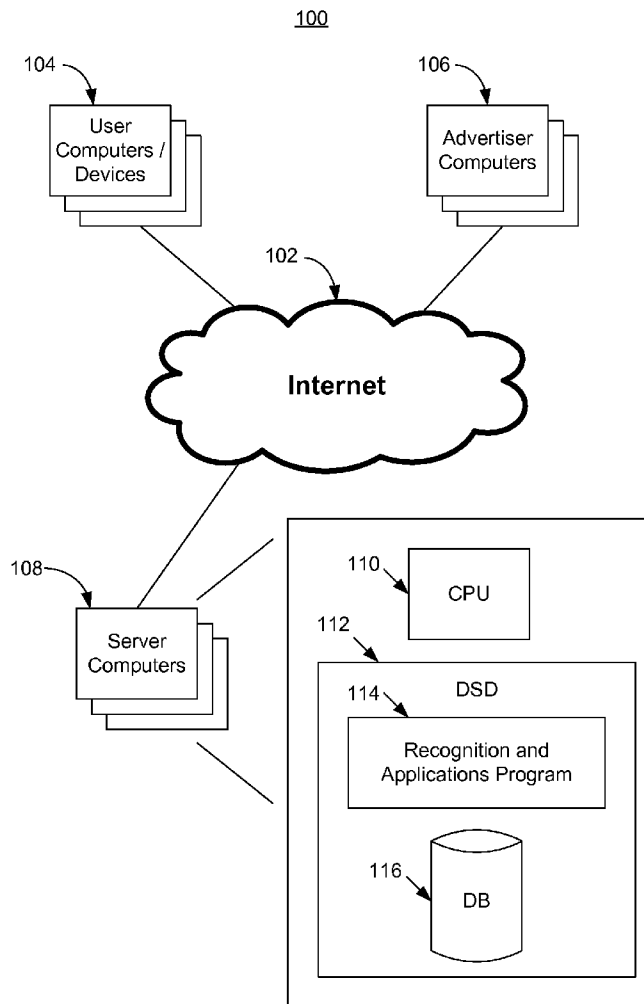 100
104
106
User
Computers /
Devices
Advertiser
Computers
102
Internet
108
Server
Computers
110
CPU
112
DSD
114
Recognition and
Applications Program
116
DB